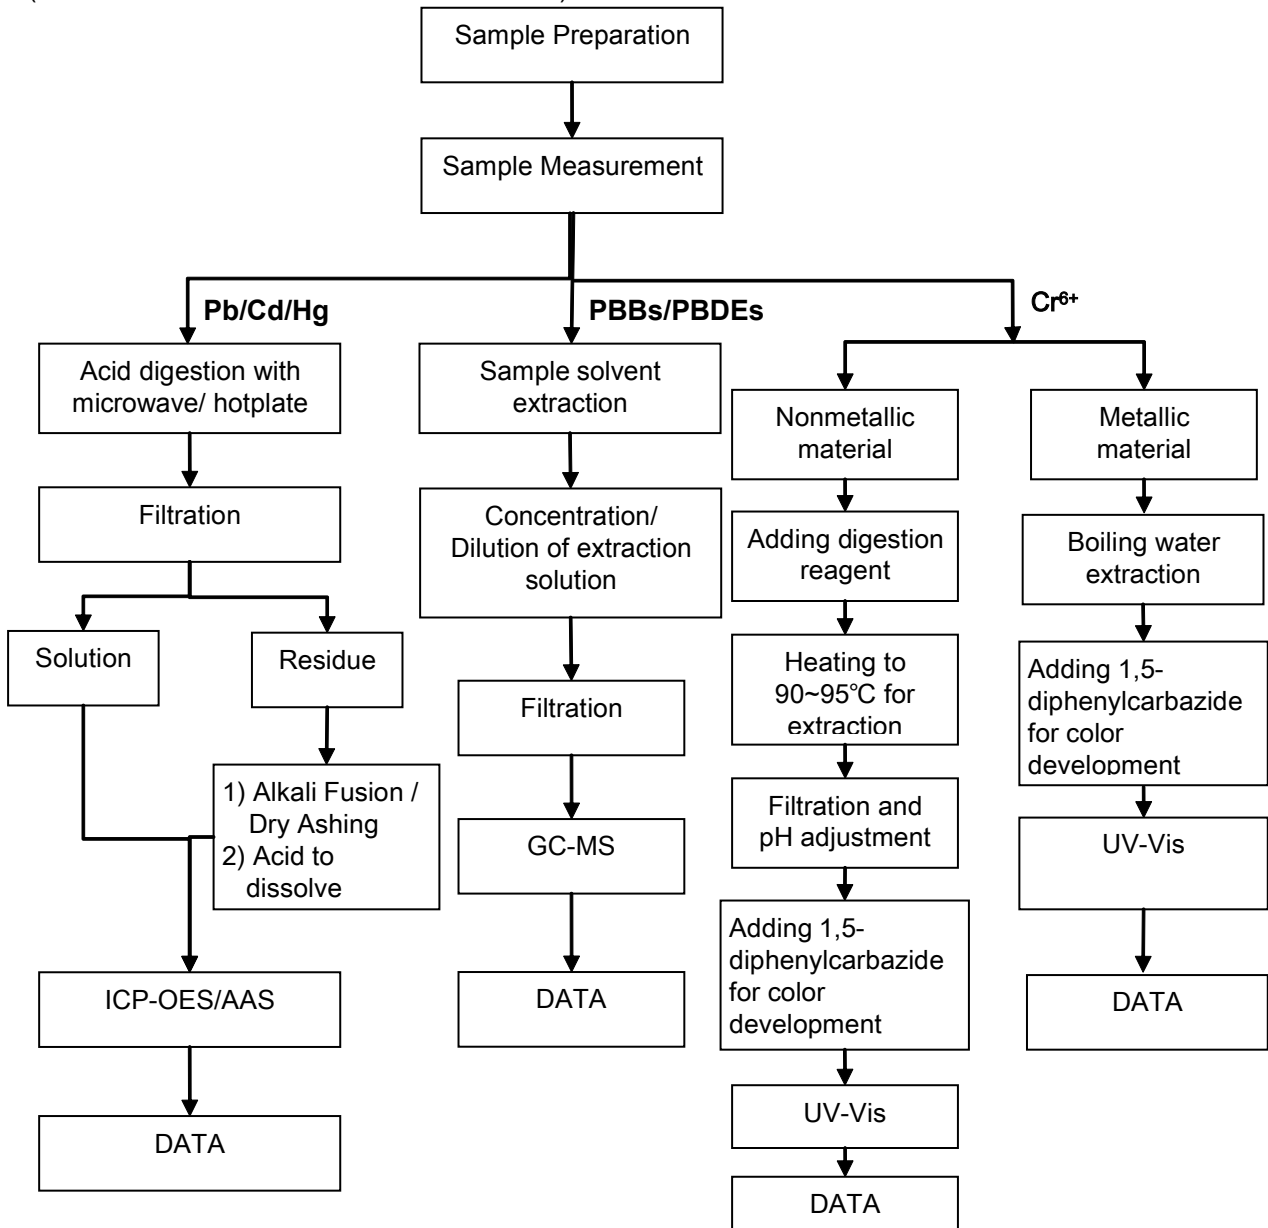 Sample Preparation
Sample Measurement
Pb/Cd/Hg
PBBs/PBDEs
Cr⁶⁺
Acid digestion with
microwave/ hotplate
Filtration
Solution
Residue
1) Alkali Fusion /
Dry Ashing
2) Acid to
dissolve
ICP-OES/AAS
DATA
Sample solvent
extraction
Concentration/
Dilution of extraction
solution
Filtration
GC-MS
DATA
Nonmetallic
material
Adding digestion
reagent
Heating to
90~95℃ for
extraction
Filtration and
pH adjustment
Adding 1,5-
diphenylcarbazide
for color
development
UV-Vis
DATA
Metallic
material
Boiling water
extraction
Adding 1,5-
diphenylcarbazide
for color
development
UV-Vis
DATA